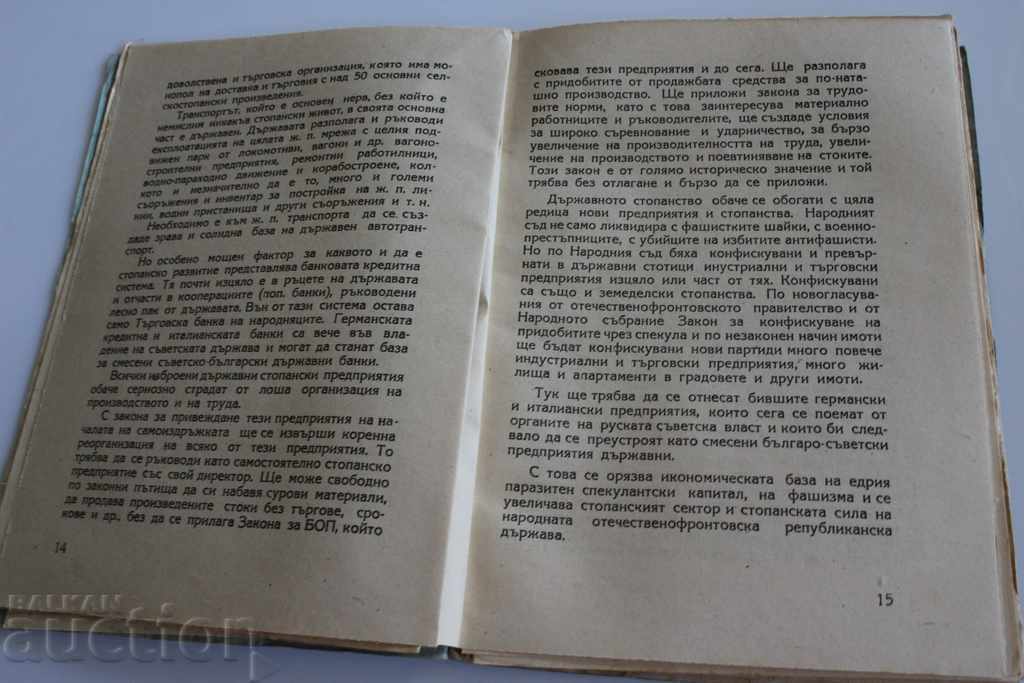 доволствена и търговска организация, която има мо-
нопол на доставка и търговия с над 50 основни сел-
скостопански произведения.
Транспортът, който е основен нерв, без който е
немислим никакъв стопански живот, в своята основна
част е държавен. Държавата разполага и ръководи
експлоатацията на цялата ж. п. мрежа с целия под-
вижен парк от локомотиви, вагони и др. вагоно-
строителни предприятия, ремонтни работилници,
водно-параходно движение и корабостроене, кол-
кото и незначително да е то, много и големи
съоръжения и инвентар за постройка на ж. п. ли-
нии, водни пристанища и други съоръжения и т. н.
Необходимо е към ж. п. транспорта да се съз-
даде зрава и солидна база на държавен автотран-
спорт.
Но особено мощен фактор за каквото и да е
стопанско развитие представлява банковата кредитна
система. Тя почти изцяло е в ръцете на държавата
и отчасти в кооперациите (поп. банки), ръководени
лесно пак от държавата. Вън от тази система остава
само Търговска банка на народняците. Германската
кредитна и италианската банки са вече във вла-
дение на съветската държава и могат да станат база
за смесени съветско-български държавни банки.
Всички изброени държавни стопански предприятия
обаче сериозно страдат от лоша организация на
производството и на труда.
С закона за привеждане тези предприятия на на-
чалата на самоиздръжката ще се извърши коренна
реорганизация на всяко от тези предприятия. То
трябва да се ръководи като самостоятелно стопанско
предприятие със свой директор. Ще може свободно
по законни пътища да си набавя сурови материали,
да продава произведените стоки без търгове, сро-
кове и др., без да се прилага Закона за БОП, който
14
сковава тези предприятия и до сега. Ще разполага
с придобитите от продажбата средства за по-ната-
шно производство. Ще приложи закона за трудо-
вите норми, като с това заинтересува материално
работниците и ръководителите, ще създаде условия
за широко съревнование и ударничество, за бързо
увеличение на производителността на труда, увели-
чение на производството и поевтиняване на стоките.
Този закон е от голямо историческо значение и той
трябва без отлагане и бързо да се приложи.
Държавното стопанство обаче се обогати с цяла
редица нови предприятия и стопанства. Народният
съд не само ликвидира с фашистките шайки, с военно-
престъпниците, с убийците на избитите антифашисти.
Но по Народния съд бяха конфискувани и превър-
нати в държавни стотици инустриални и търговски
предприятия изцяло или част от тях. Конфискувани
са също и земеделски стопанства. По новогласува-
ния от отечественофронтовското правителство и от
Народното събрание Закон за конфискуване на
придобитите чрез спекула и по незаконен начин имоти
ще бъдат конфискувани нови партиди много повече
индустриални и търговски предприятия, много жи-
лища и апартаменти в градовете и други имоти.
Тук ще трябва да се отнесат бившите германски
и италиански предприятия, които сега се поемат от
органите на руската съветска власт и които би след-
вало да се преустроят като смесени българо-съветски
предприятия държавни.
С това се орязва икономическата база на едрия
паразитен спекулантски капитал, на фашизма и се
увеличава стопанският сектор и стопанската сила на
народната отечественофронтовска републиканска
държава.
15
BALKAN
auction